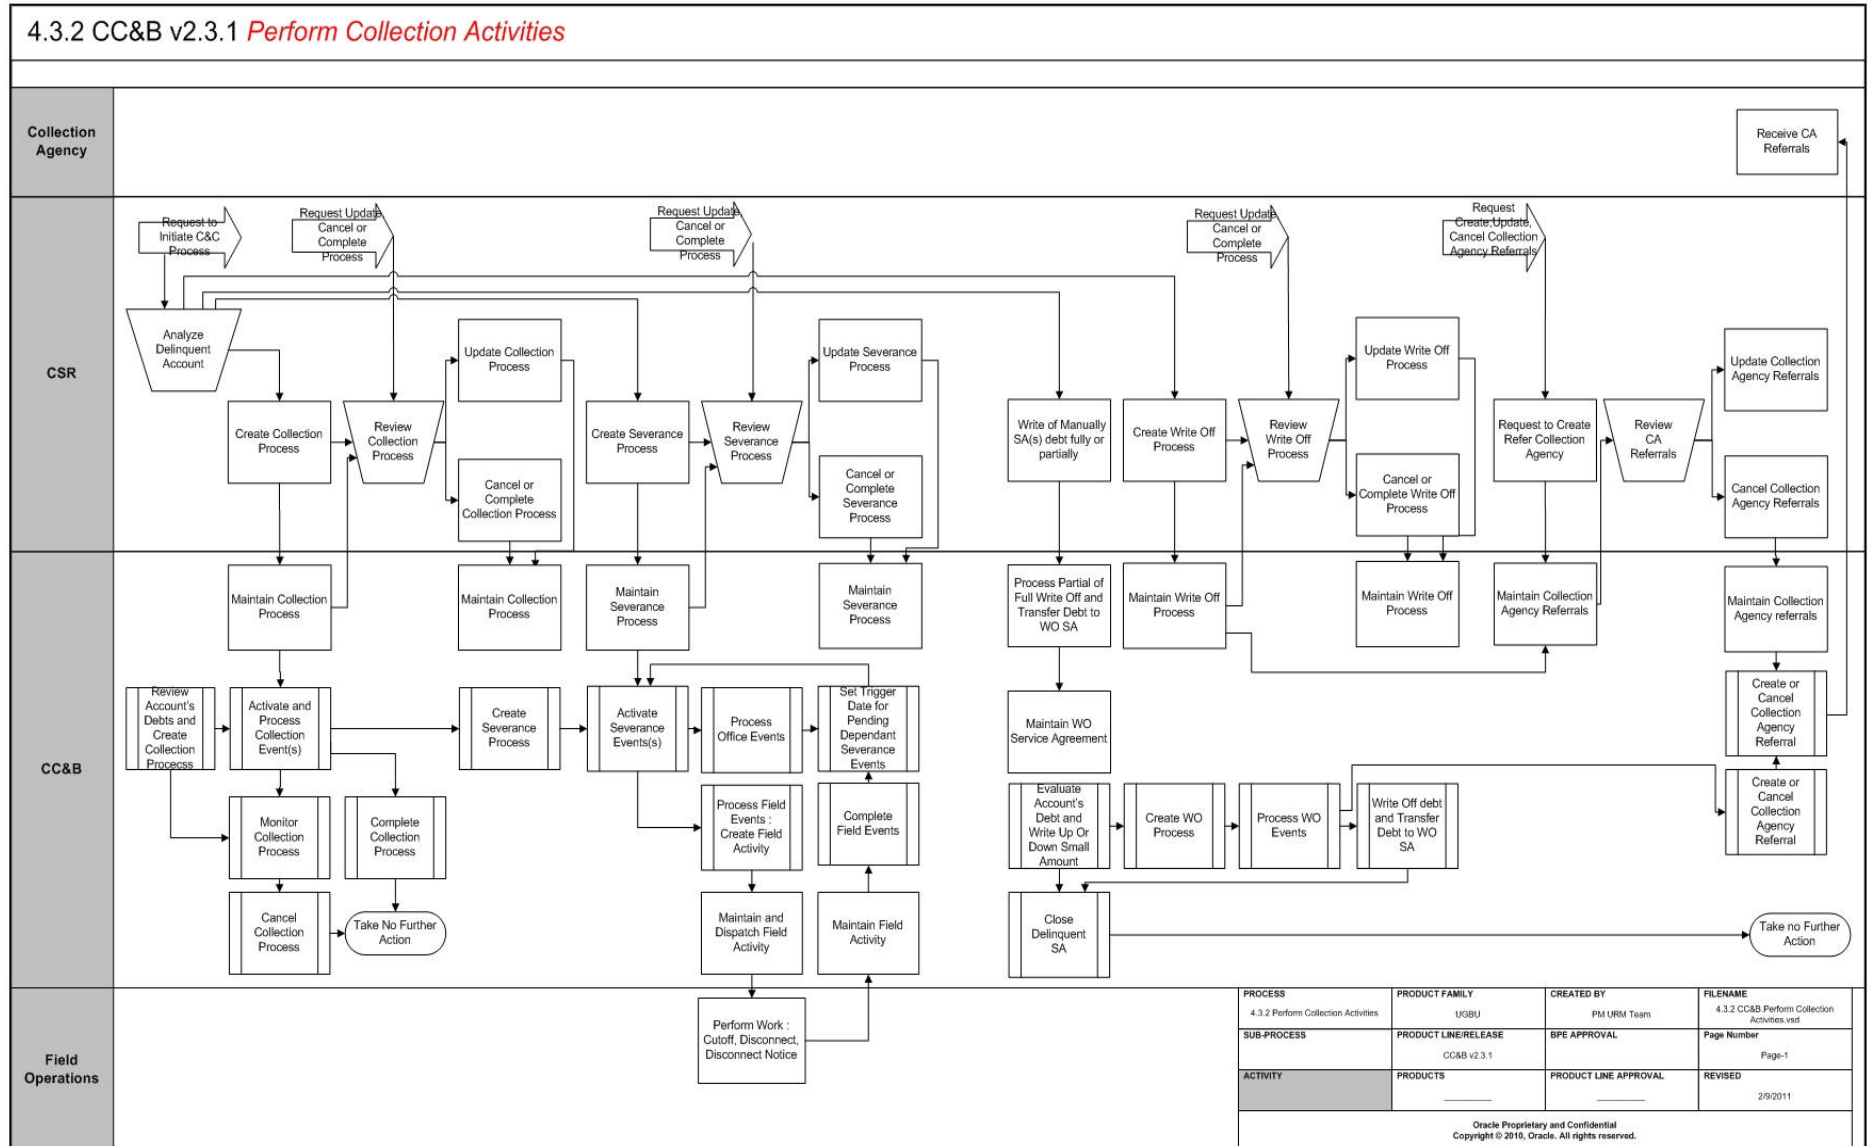 4.3.2 CC&B v2.3.1 Perform Collection Activities
Collection
Agency
Receive CA
Referrals
CSR
Request to
Initiate C&C
Process
Request Update
Cancel or
Complete
Process
Request Update
Cancel or
Complete
Process
Request Update
Cancel or
Complete
Process
Request
Create,Update,
Cancel Collection
Agency Referrals
Analyze
Delinquent
Account
Update Collection
Process
Update Severance
Process
Update Write Off
Process
Update Collection
Agency Referrals
Create Collection
Process
Review
Collection
Process
Cancel or
Complete
Collection Process
Create Severance
Process
Review
Severance
Process
Cancel or
Complete
Severance
Process
Write of Manually
SA(s) debt fully or
partially
Create Write Off
Process
Review
Write Off
Process
Cancel or
Complete Write Off
Process
Request to Create
Refer Collection
Agency
Review
CA
Referrals
Cancel Collection
Agency Referrals
CC&B
Maintain Collection
Process
Maintain Collection
Process
Maintain
Severance
Process
Maintain
Severance
Process
Process Partial of
Full Write Off and
Transfer Debt to
WO SA
Maintain Write Off
Process
Maintain Write Off
Process
Maintain Collection
Agency Referrals
Maintain Collection
Agency referrals
Review
Account's
Debts and
Create
Collection
Procecss
Activate and
Process
Collection
Event(s)
Create
Severance
Process
Activate
Severance
Events(s)
Process
Office Events
Set Trigger
Date for
Pending
Dependant
Severance
Events
Maintain WO
Service Agreement
Create or
Cancel
Collection
Agency
Referral
Monitor
Collection
Process
Complete
Collection
Process
Process Field
Events :
Create Field
Activity
Complete
Field Events
Evaluate
Account's
Debt and
Write Up Or
Down Small
Amount
Create WO
Process
Process WO
Events
Write Off debt
and Transfer
Debt to WO
SA
Create or
Cancel
Collection
Agency
Referral
Cancel
Collection
Process
Take No Further
Action
Maintain and
Dispatch Field
Activity
Maintain Field
Activity
Close
Delinquent
SA
Take no Further
Action
Field
Operations
Perform Work :
Cutoff, Disconnect,
Disconnect Notice
PROCESS
4.3.2 Perform Collection Activities
PRODUCT FAMILY
UGBU
CREATED BY
PM URM Team
FILENAME
4.3.2 CC&B.Perform Collection
Activities.vsd
SUB-PROCESS
PRODUCT LINE/RELEASE
CC&B v2.3.1
BPE APPROVAL
Page Number
Page-1
ACTIVITY
PRODUCTS
PRODUCT LINE APPROVAL
REVISED
2/9/2011
Oracle Proprietary and Confidential
Copyright © 2010, Oracle. All rights reserved.